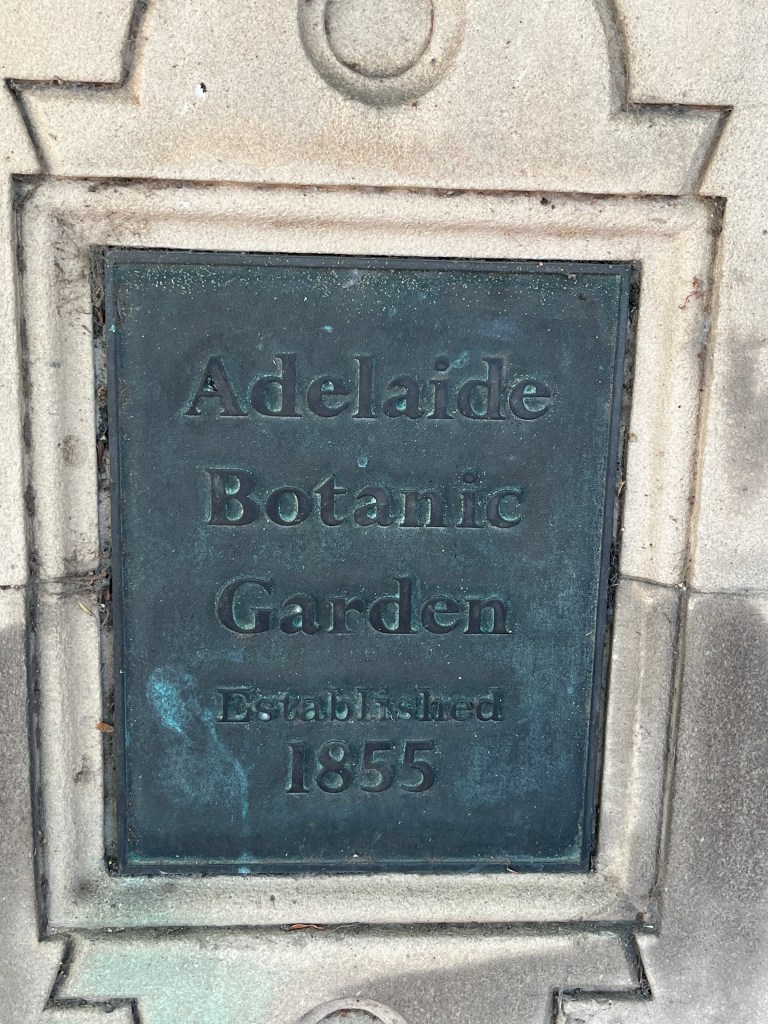 Adelaide
Botanic
Garden
Established
1855